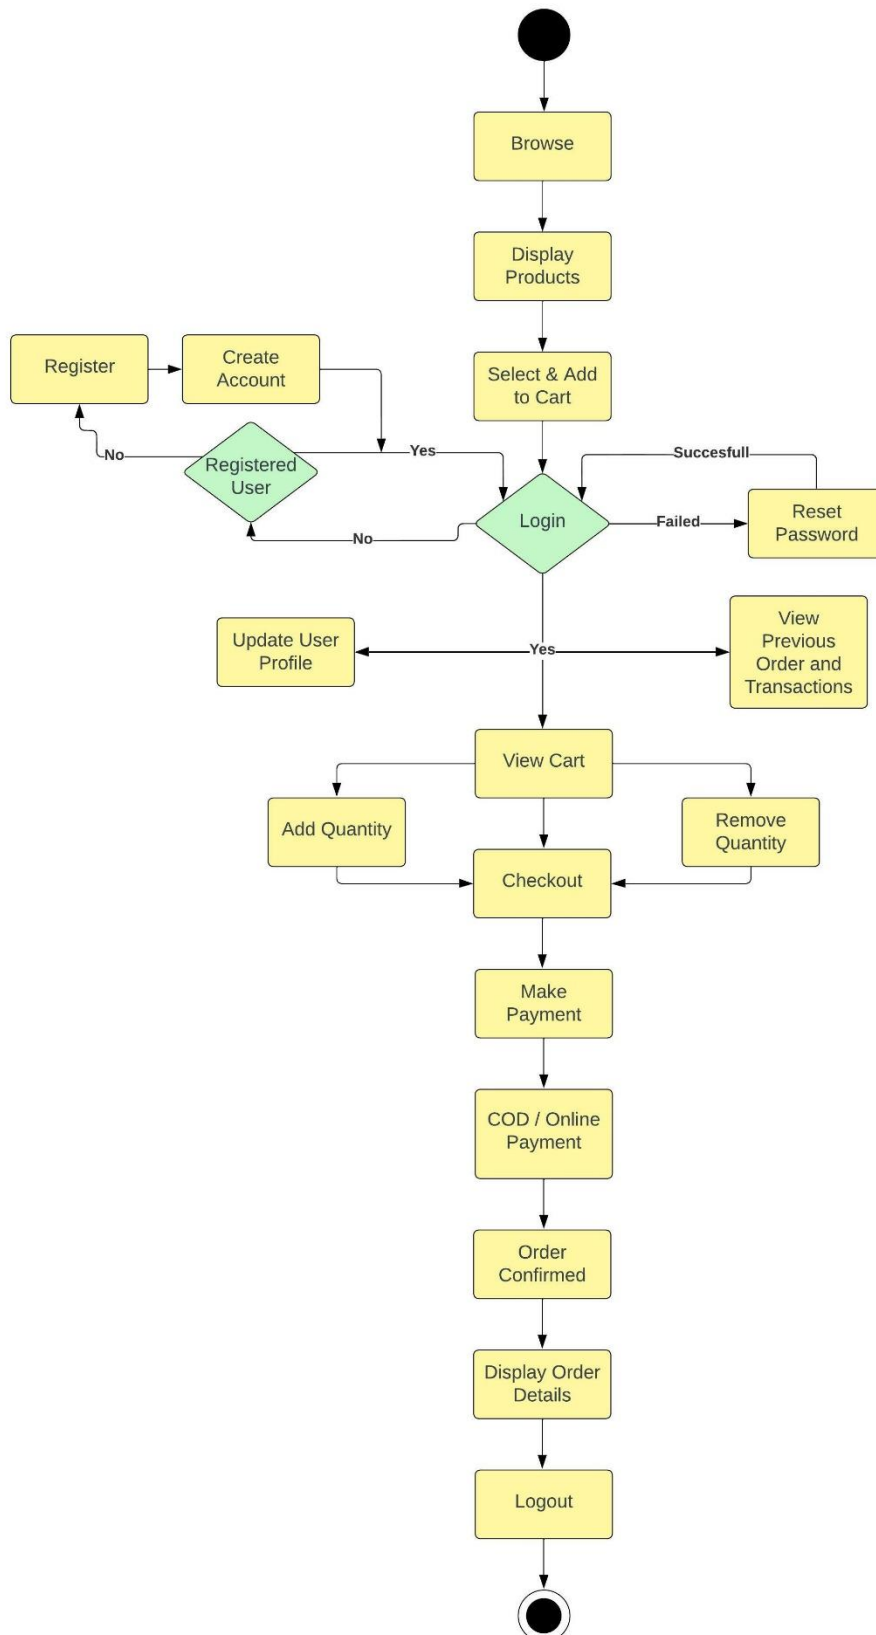 Browse
Display
Products
Select & Add
to Cart
Register
Create
Account
No
Registered
User
Yes
Succesfull
Login
Failed
Reset
Password
No
Update User
Profile
Yes
View
Previous
Order and
Transactions
View Cart
Add Quantity
Remove
Quantity
Checkout
Make
Payment
COD / Online
Payment
Order
Confirmed
Display Order
Details
Logout